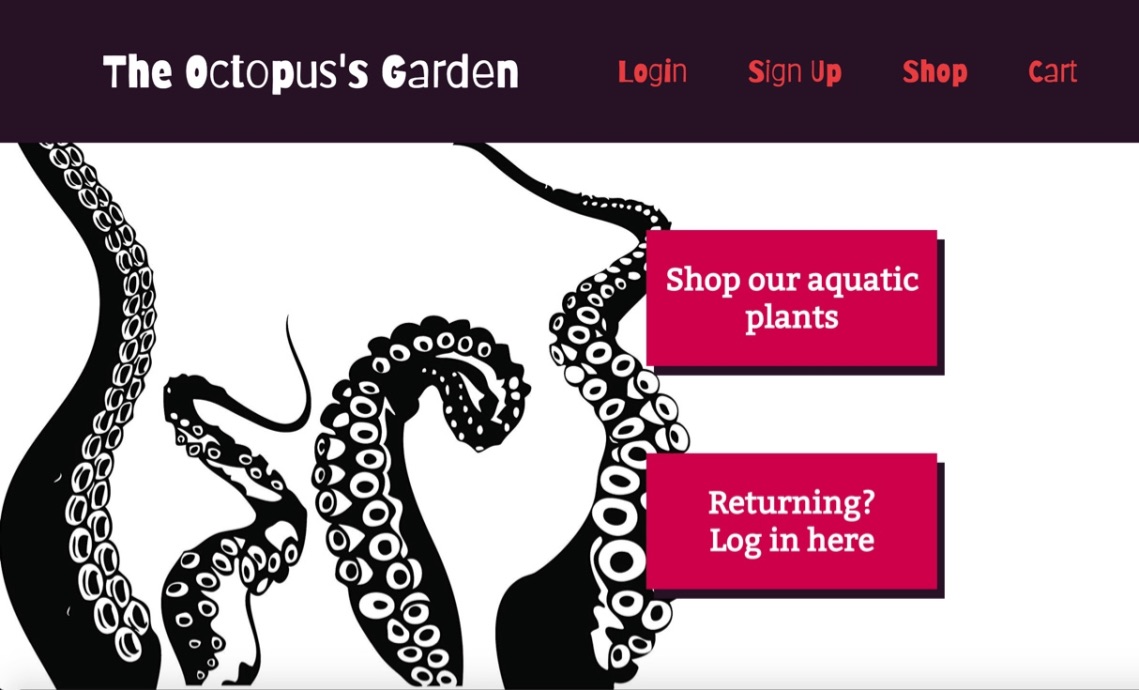 The Octopus's Garden
Login Sign Up Shop Cart
Shop our aquatic
plants
Returning?
Log in here